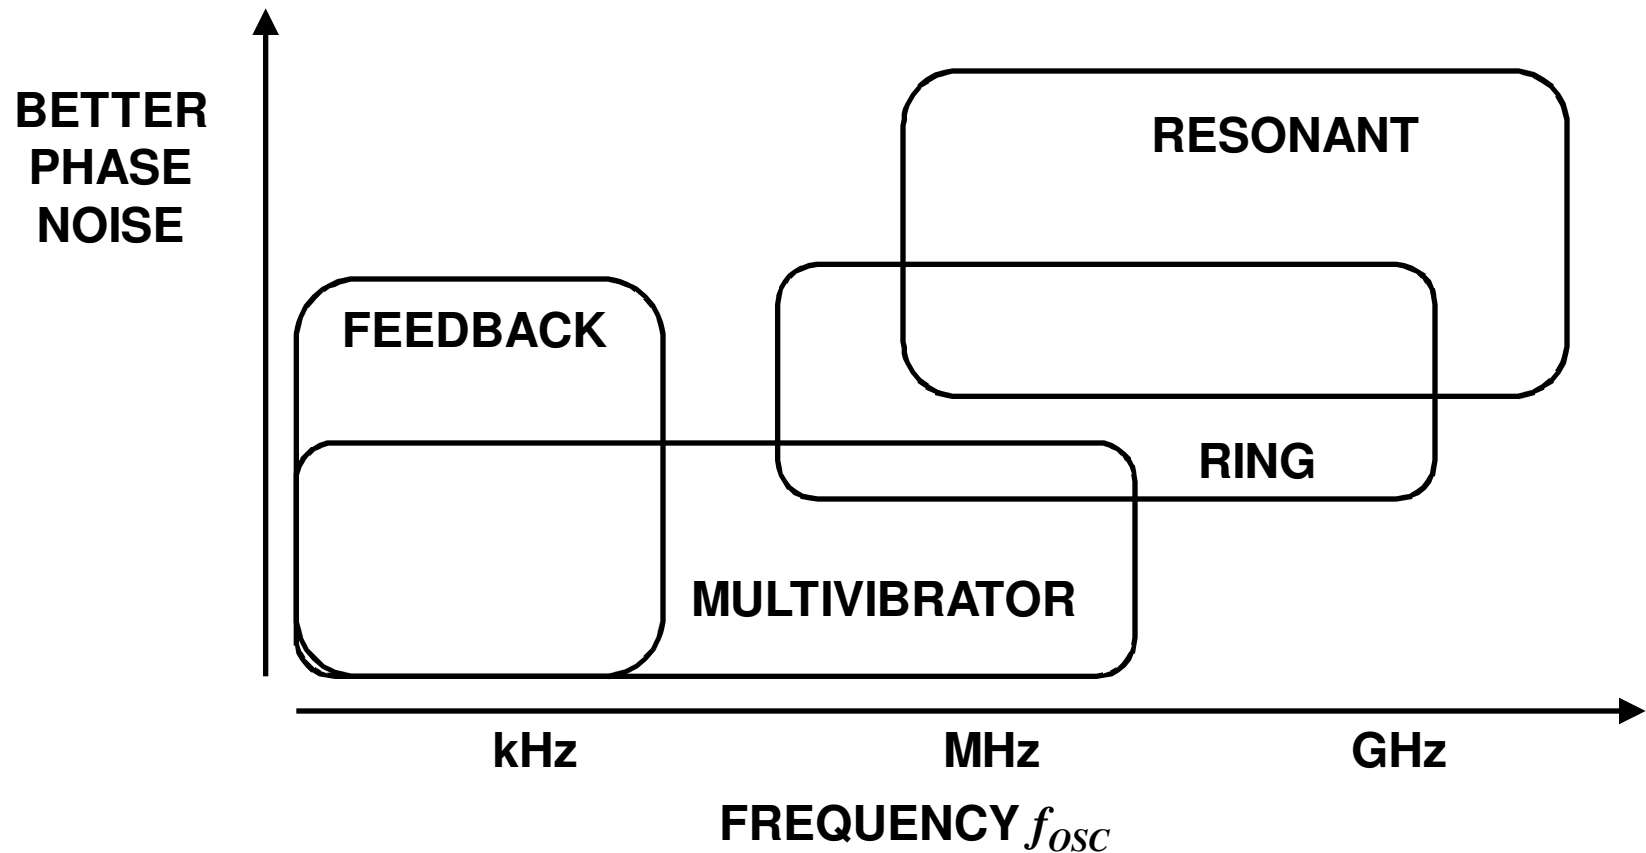 BETTER
PHASE
NOISE
RESONANT
FEEDBACK
RING
MULTIVIBRATOR
kHz MHz GHz
FREQUENCY fOSC